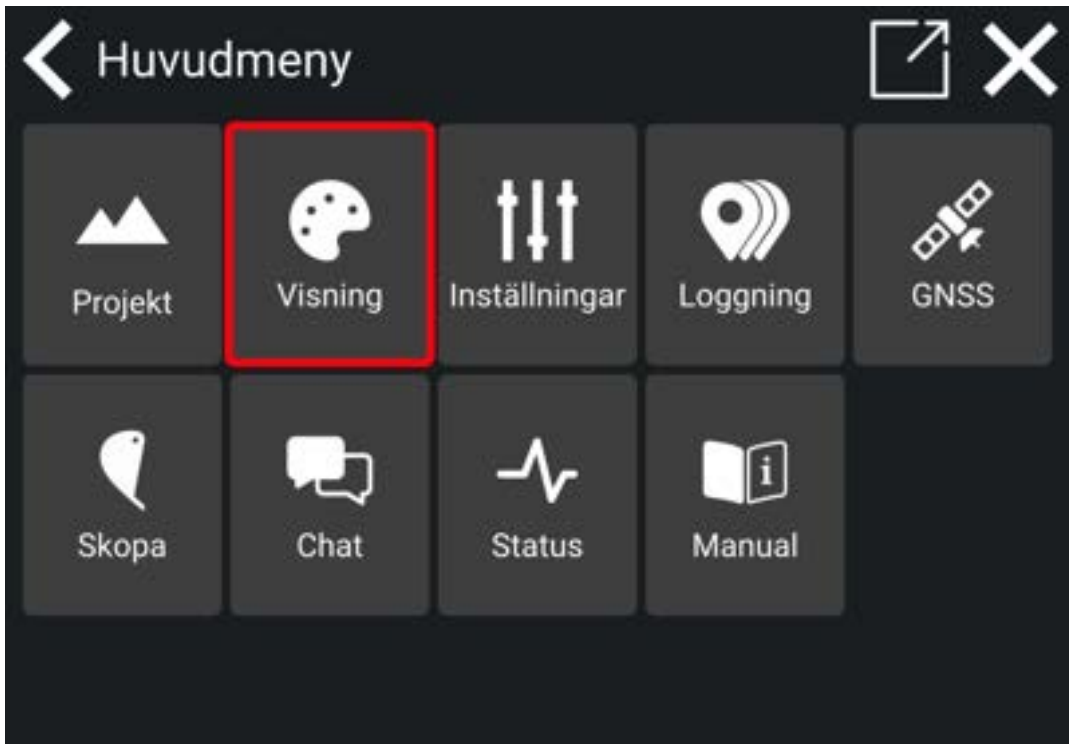 Huvudmeny
Projekt
Visning
Inställningar
Loggning
GNSS
Skopa
Chat
Status
Manual